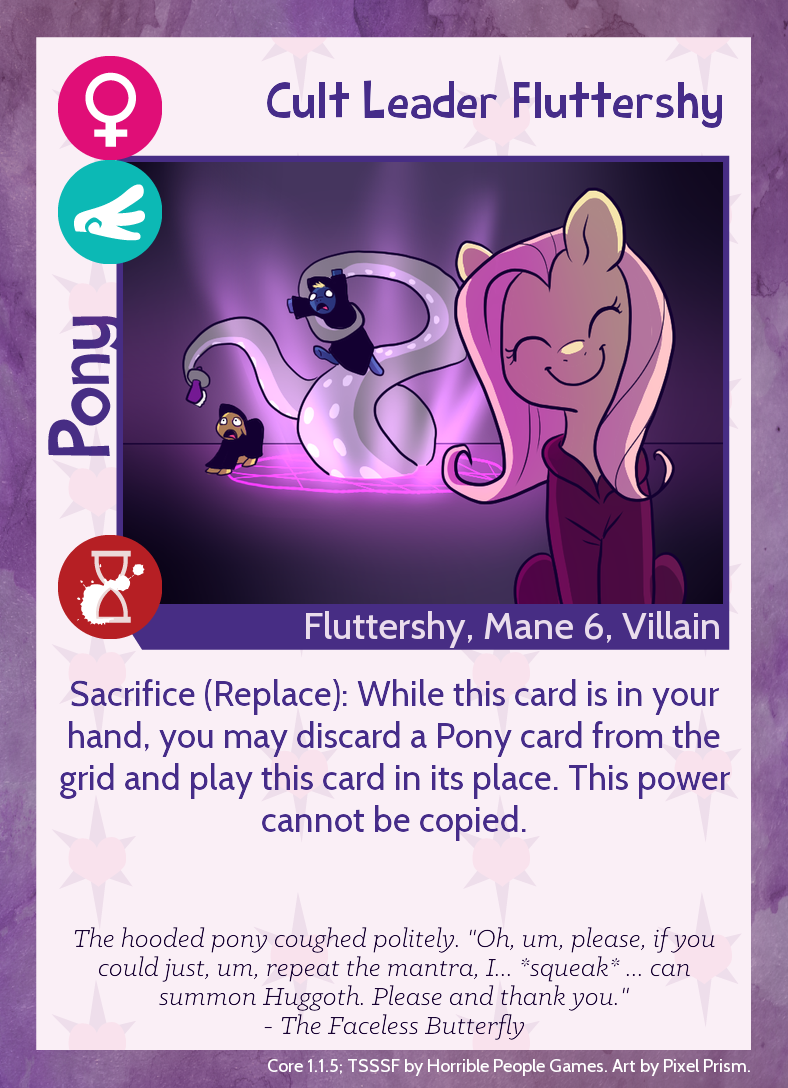 Cult Leader Fluttershy
Pony
Fluttershy, Mane 6, Villain
Sacrifice (Replace): While this card is in your
hand, you may discard a Pony card from the
grid and play this card in its place. This power
cannot be copied.
The hooded pony coughed politely. "Oh, um, please, if you
could just, um, repeat the mantra, I... *squeak* ... can
summon Huggoth. Please and thank you."
- The Faceless Butterfly
Core 1.1.5; TSSSF by Horrible People Games. Art by Pixel Prism.